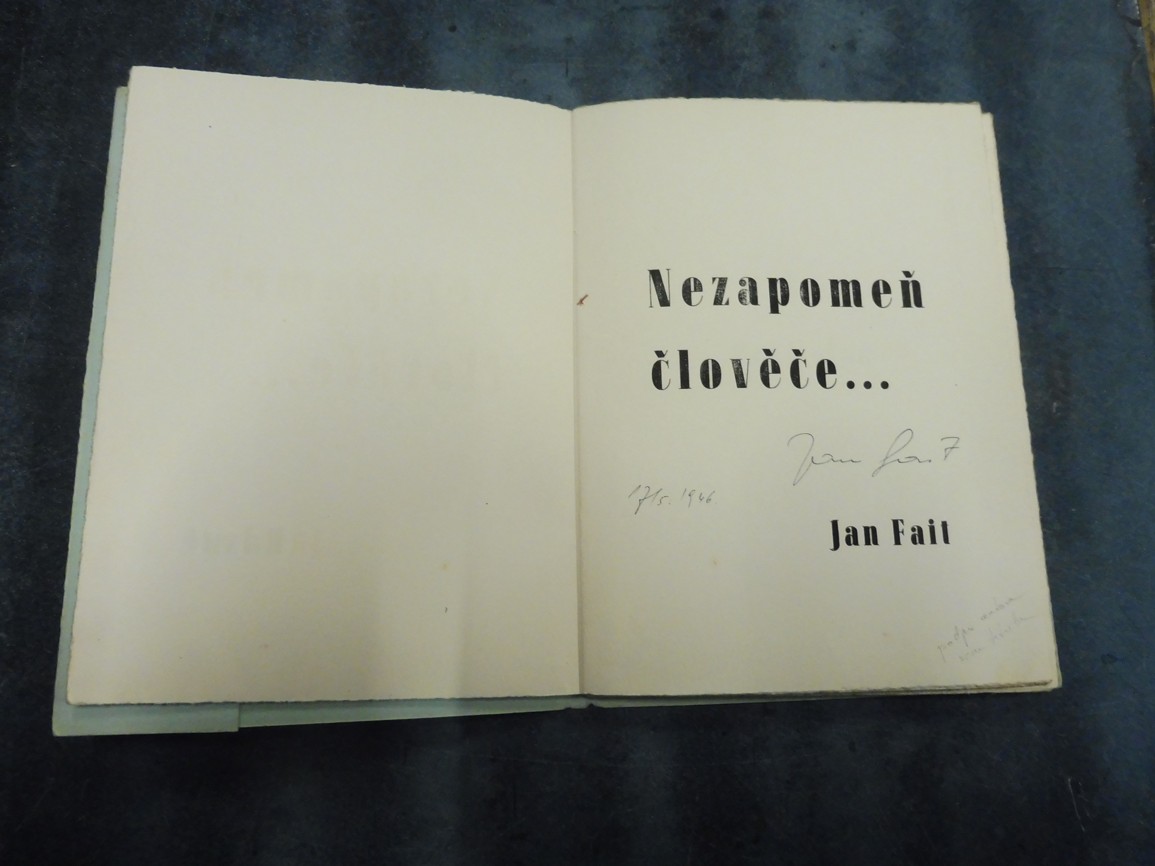 Nezapomeň
člověče...
Jan Fait
17/5. 1946
Jan Fait